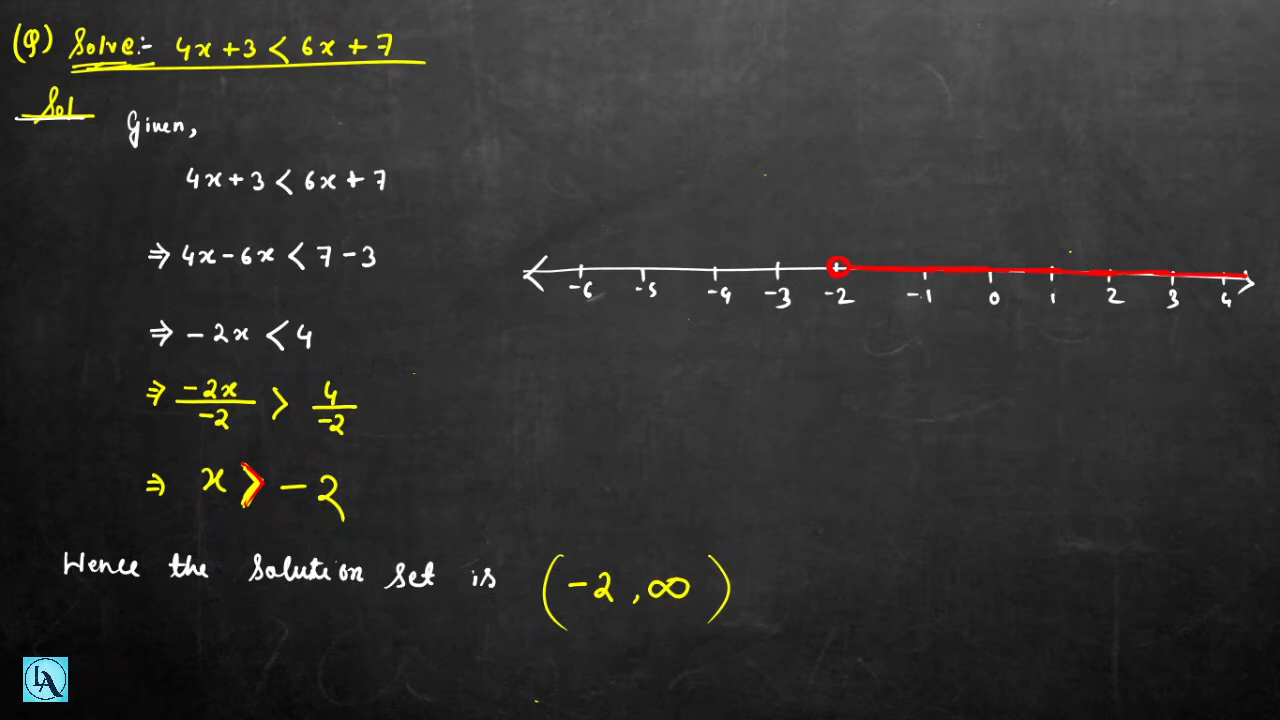 (Q) Solve:- 4x + 3 < 6x + 7
Sol
Given,
4x + 3 < 6x + 7
⇒ 4x - 6x < 7 - 3
⇒ - 2x < 4
⇒ -2x/-2 > 4/-2
⇒ x > -2
-6 -5 -4 -3 -2 -1 0 1 2 3 4
Hence the solution set is (-2, ∞)
LA